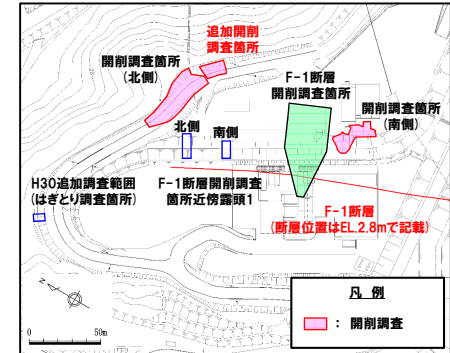 追加開削
調査箇所
開削調査箇所
(北側)
F-1断層
開削調査箇所
開削調査箇所
(南側)
北側
南側
H30追加調査範囲
(はぎとり調査箇所)
F-1断層開削調査
箇所近傍露頭1
F-1断層
(断層位置はEL.2.8mで記載)
N
0 50m
凡 例
: 開削調査